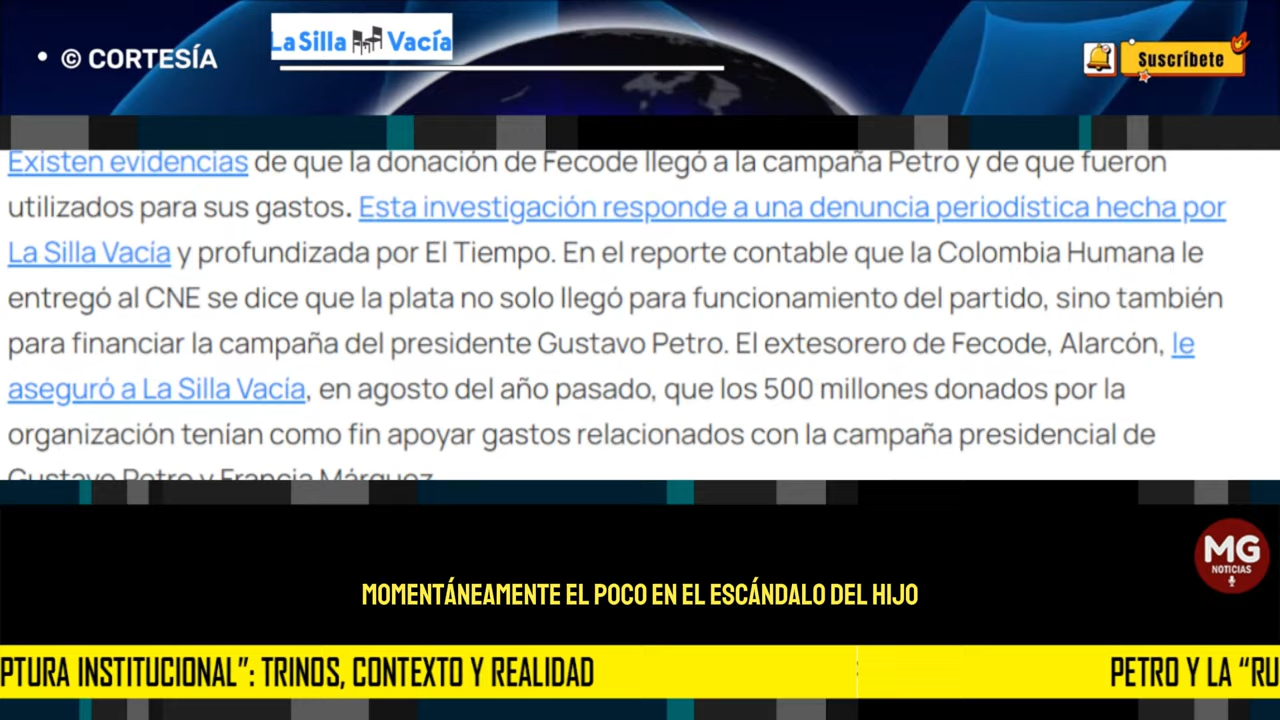 • © CORTESÍA
La Silla Vacía
Suscríbete
Existen evidencias de que la donación de Fecode llegó a la campaña Petro y de que fueron
utilizados para sus gastos. Esta investigación responde a una denuncia periodística hecha por
La Silla Vacía y profundizada por El Tiempo. En el reporte contable que la Colombia Humana le
entregó al CNE se dice que la plata no solo llegó para funcionamiento del partido, sino también
para financiar la campaña del presidente Gustavo Petro. El extesorero de Fecode, Alarcón, le
aseguró a La Silla Vacía, en agosto del año pasado, que los 500 millones donados por la
organización tenían como fin apoyar gastos relacionados con la campaña presidencial de
Gustavo Petro y Francia Márquez
MG
NOTICIAS
MOMENTÁNEAMENTE EL POCO EN EL ESCÁNDALO DEL HIJO
PTURA INSTITUCIONAL”: TRINOS, CONTEXTO Y REALIDAD PETRO Y LA “RU